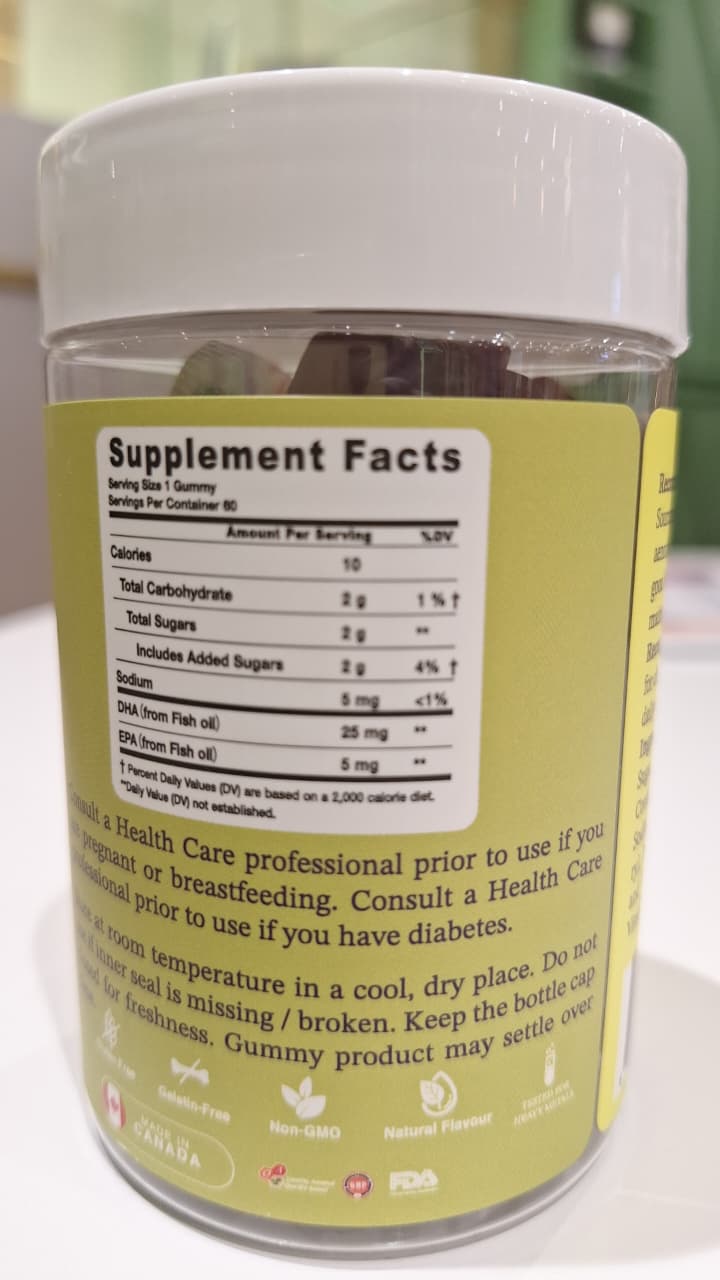 Supplement Facts
Serving Size 1 Gummy
Servings Per Container 60
Amount Per Serving %DV
Calories 10
Total Carbohydrate 2 g 1 % †
Total Sugars 2 g **
Includes Added Sugars 2 g 4% †
Sodium 5 mg <1%
DHA (from Fish oil) 25 mg **
EPA (from Fish oil) 5 mg **
† Percent Daily Values (DV) are based on a 2,000 calorie diet.
**Daily Value (DV) not established.
a Health Care professional prior to use if you
pregnant or breastfeeding. Consult a Health Care
prior to use if you have diabetes.
at room temperature in a cool, dry place. Do not
if inner seal is missing / broken. Keep the bottle cap
for freshness. Gummy product may settle over
Gelatin-Free
Non-GMO
Natural Flavour
TESTED FOR
HEAVY METALS
MADE IN
CANADA
GMP
FDA